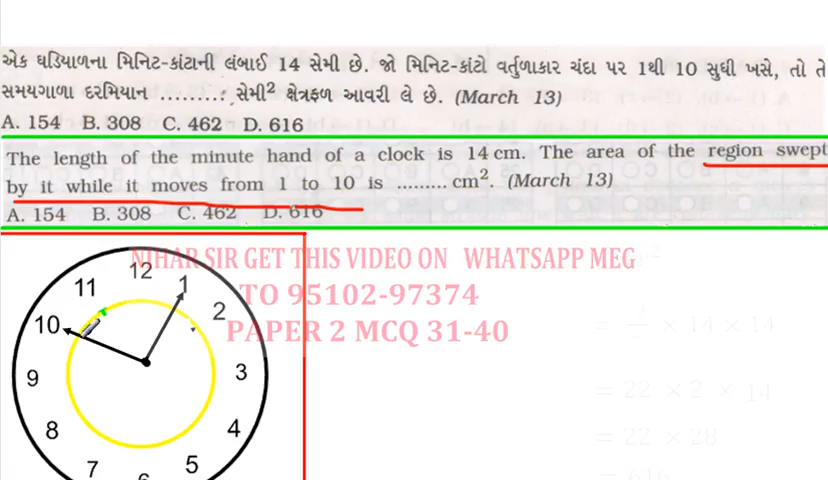 એક ઘડિયાળના મિનિટ-કાંટાની લંબાઈ 14 સેમી છે. જો મિનિટ-કાંટો વર્તુળાકાર ચંદા પર 1થી 10 સુધી ખસે, તો તે
સમયગાળા દરમિયાન ......... સેમી² ક્ષેત્રફળ આવરી લે છે. (March 13)
A. 154 B. 308 C. 462 D. 616
The length of the minute hand of a clock is 14 cm. The area of the region swept
by it while it moves from 1 to 10 is ......... cm². (March 13)
A. 154 B. 308 C. 462 D. 616
NIHAR SIR GET THIS VIDEO ON WHATSAPP MEG
TO 95102-97374
PAPER 2 MCQ 31-40
12
11
1
2
10
9
3
8
4
7
5
× 14 × 14
= 22 × 2 × 14
= 22 × 28
= 616